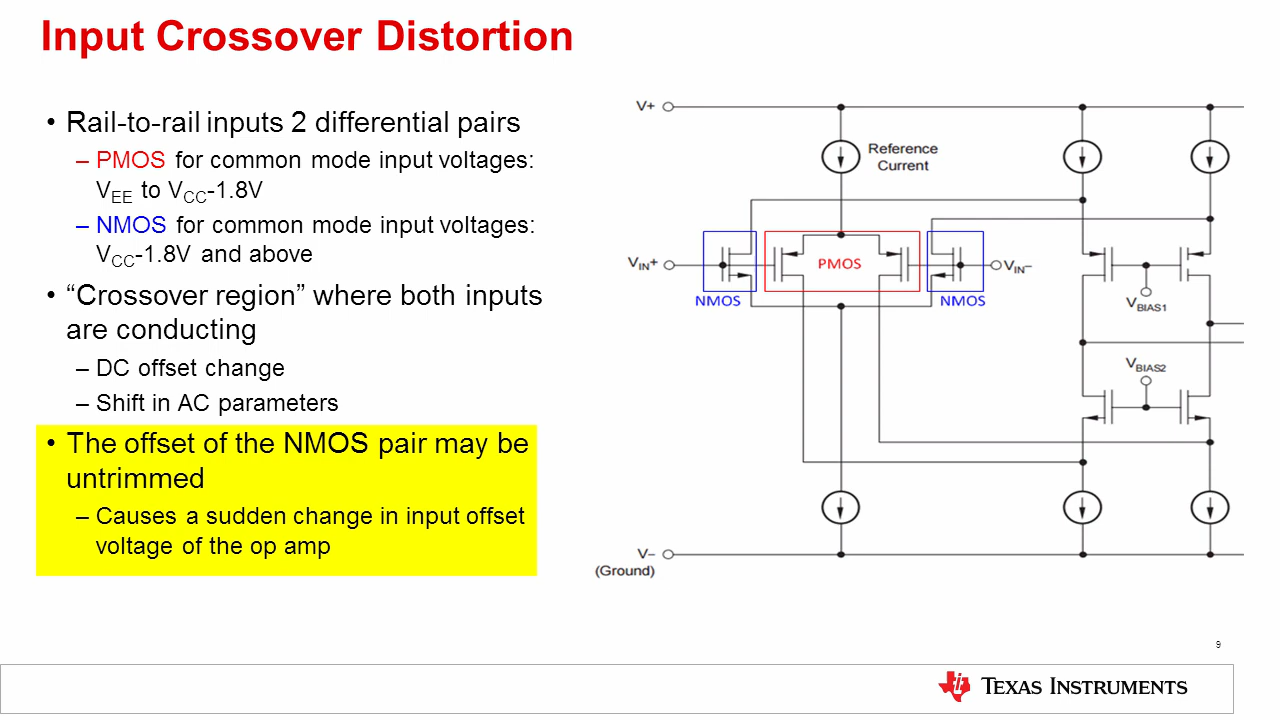 Input Crossover Distortion
• Rail-to-rail inputs 2 differential pairs
– PMOS for common mode input voltages:
VEE to VCC-1.8V
– NMOS for common mode input voltages:
VCC-1.8V and above
• “Crossover region” where both inputs
are conducting
– DC offset change
– Shift in AC parameters
• The offset of the NMOS pair may be
untrimmed
– Causes a sudden change in input offset
voltage of the op amp
V+
Reference
Current
VIN+
PMOS
VIN–
NMOS
NMOS
VBIAS1
VBIAS2
V–
(Ground)
9
TEXAS INSTRUMENTS